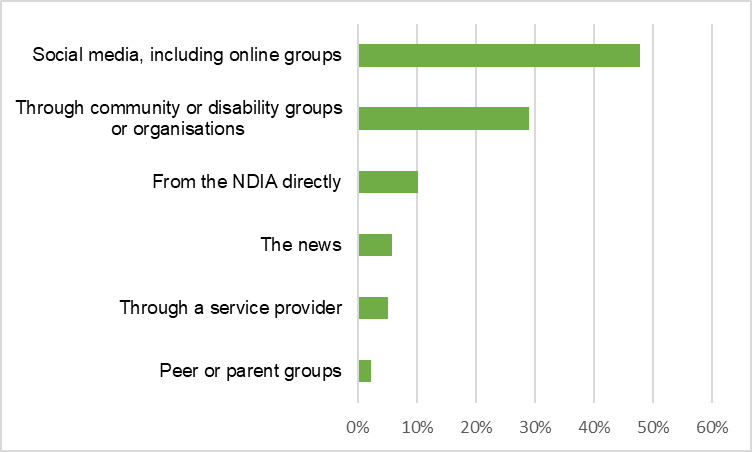 Social media, including online groups
Through community or disability groups
or organisations
From the NDIA directly
The news
Through a service provider
Peer or parent groups
0% 10% 20% 30% 40% 50% 60%